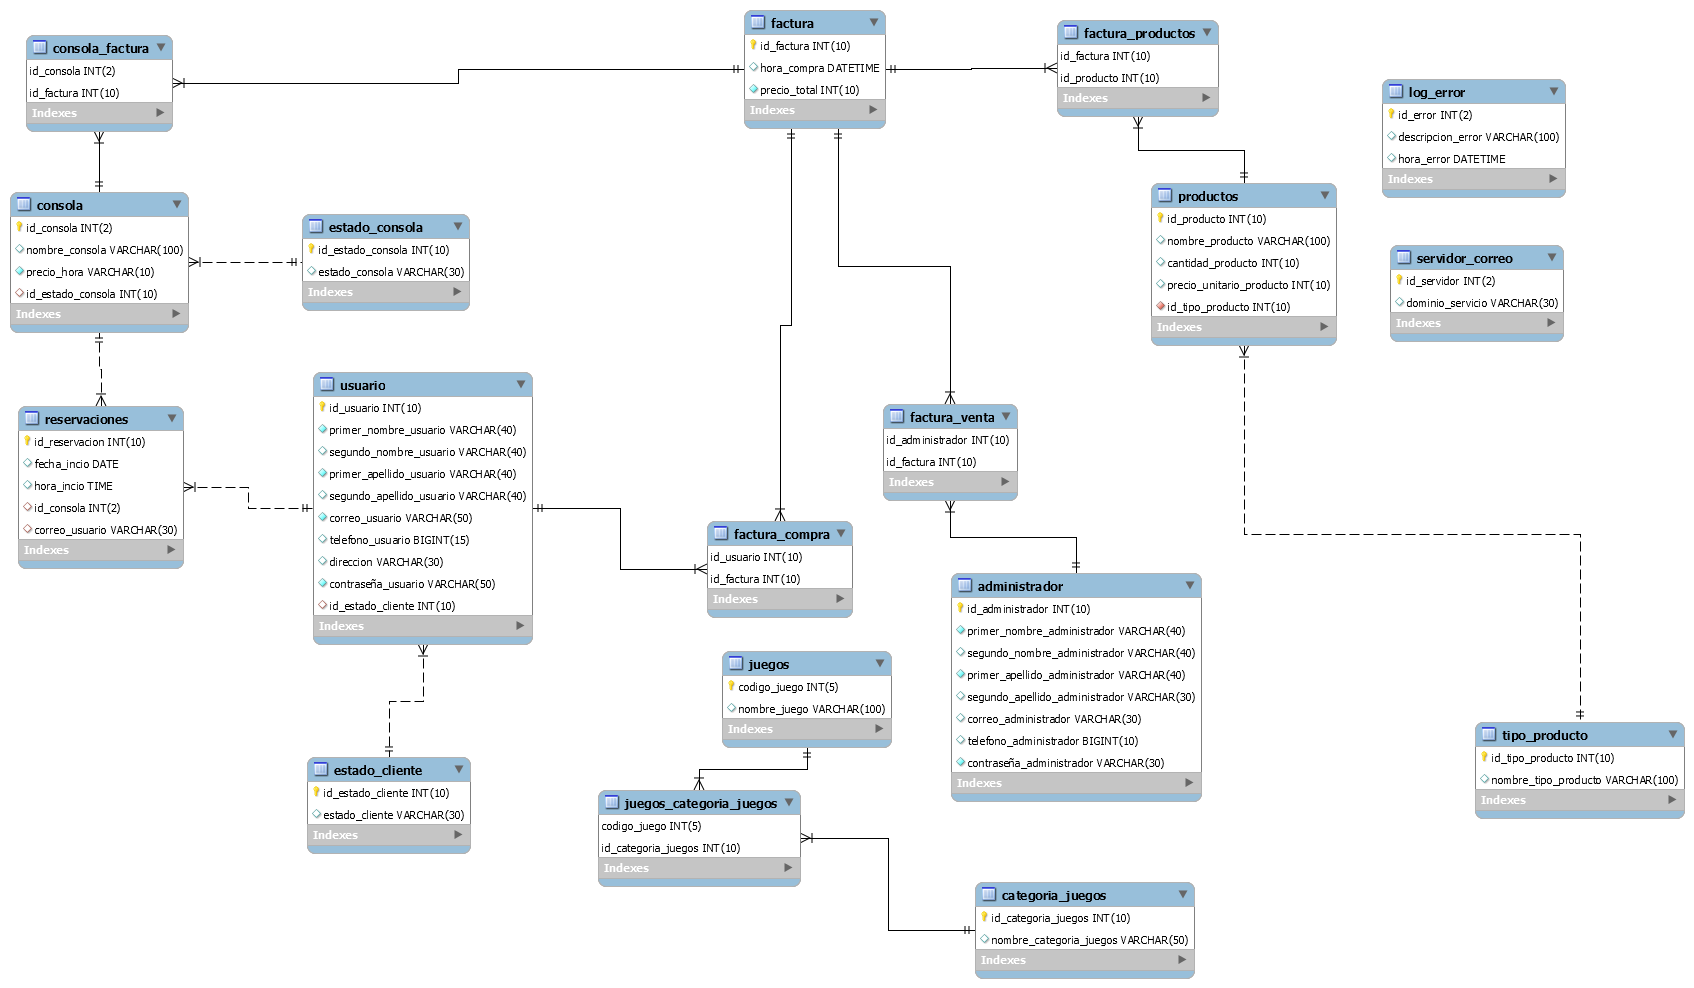 consola_factura
id_consola INT(2)
id_factura INT(10)
Indexes
factura
id_factura INT(10)
hora_compra DATETIME
precio_total INT(10)
Indexes
factura_productos
id_factura INT(10)
id_producto INT(10)
Indexes
log_error
id_error INT(2)
descripcion_error VARCHAR(100)
hora_error DATETIME
Indexes
consola
id_consola INT(2)
nombre_consola VARCHAR(100)
precio_hora VARCHAR(10)
id_estado_consola INT(10)
Indexes
estado_consola
id_estado_consola INT(10)
estado_consola VARCHAR(30)
Indexes
productos
id_producto INT(10)
nombre_producto VARCHAR(100)
cantidad_producto INT(10)
precio_unitario_producto INT(10)
id_tipo_producto INT(10)
Indexes
servidor_correo
id_servidor INT(2)
dominio_servicio VARCHAR(30)
Indexes
reservaciones
id_reservacion INT(10)
fecha_incio DATE
hora_incio TIME
id_consola INT(2)
correo_usuario VARCHAR(30)
Indexes
usuario
id_usuario INT(10)
primer_nombre_usuario VARCHAR(40)
segundo_nombre_usuario VARCHAR(40)
primer_apellido_usuario VARCHAR(40)
segundo_apellido_usuario VARCHAR(40)
correo_usuario VARCHAR(50)
telefono_usuario BIGINT(15)
direccion VARCHAR(30)
contraseña_usuario VARCHAR(50)
id_estado_cliente INT(10)
Indexes
factura_venta
id_administrador INT(10)
id_factura INT(10)
Indexes
factura_compra
id_usuario INT(10)
id_factura INT(10)
Indexes
administrador
id_administrador INT(10)
primer_nombre_administrador VARCHAR(40)
segundo_nombre_administrador VARCHAR(40)
primer_apellido_administrador VARCHAR(40)
segundo_apellido_administrador VARCHAR(30)
correo_administrador VARCHAR(30)
telefono_administrador BIGINT(10)
contraseña_administrador VARCHAR(30)
Indexes
juegos
codigo_juego INT(5)
nombre_juego VARCHAR(100)
Indexes
tipo_producto
id_tipo_producto INT(10)
nombre_tipo_producto VARCHAR(100)
Indexes
estado_cliente
id_estado_cliente INT(10)
estado_cliente VARCHAR(30)
Indexes
juegos_categoria_juegos
codigo_juego INT(5)
id_categoria_juegos INT(10)
Indexes
categoria_juegos
id_categoria_juegos INT(10)
nombre_categoria_juegos VARCHAR(50)
Indexes